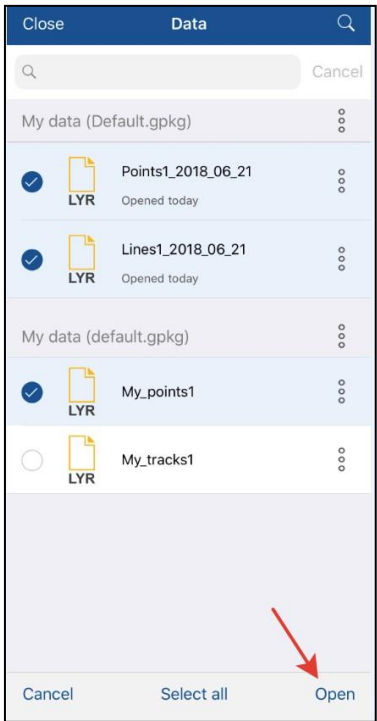 Close Data
Cancel
My data (Default.gpkg)
Points1_2018_06_21
LYR Opened today
Lines1_2018_06_21
LYR Opened today
My data (default.gpkg)
My_points1
LYR
My_tracks1
LYR
Cancel Select all Open